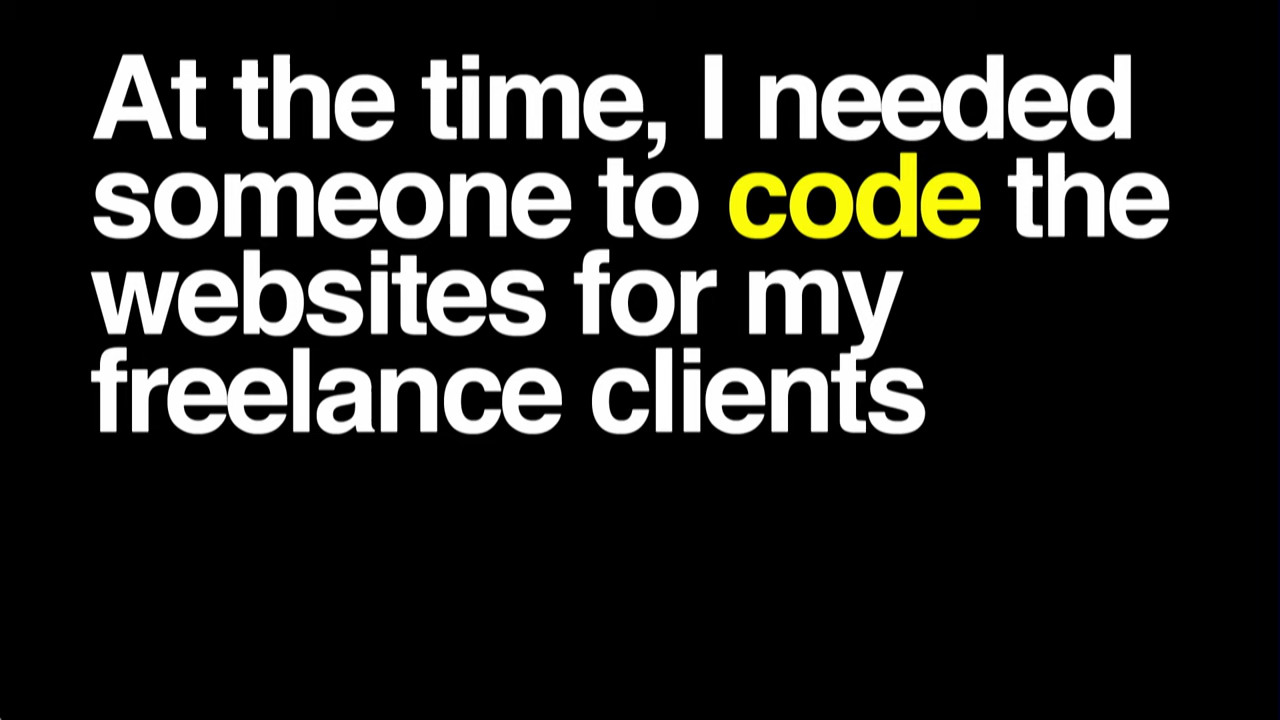 At the time, I needed
someone to code the
websites for my
freelance clients